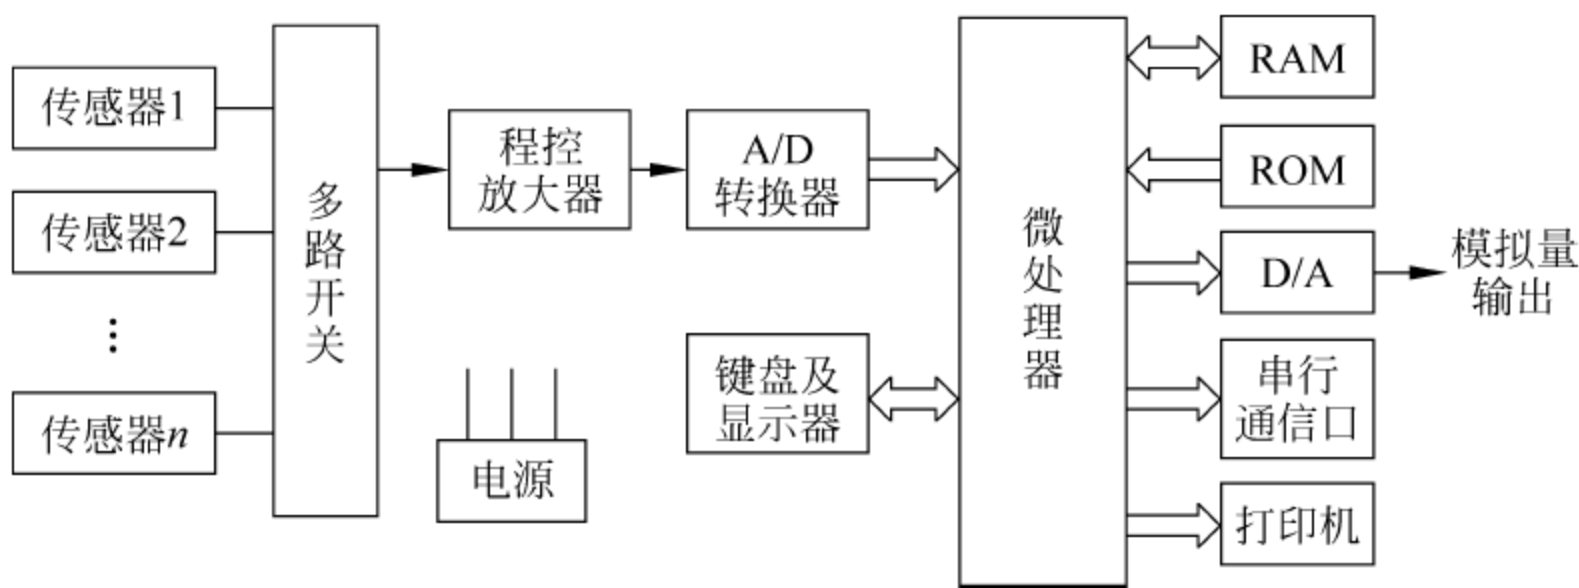 传感器1
传感器2
⋮
传感器n
多
路
开
关
程控
放大器
A/D
转换器
键盘及
显示器
电源
微
处
理
器
RAM
ROM
D/A
模拟量
输出
串行
通信口
打印机